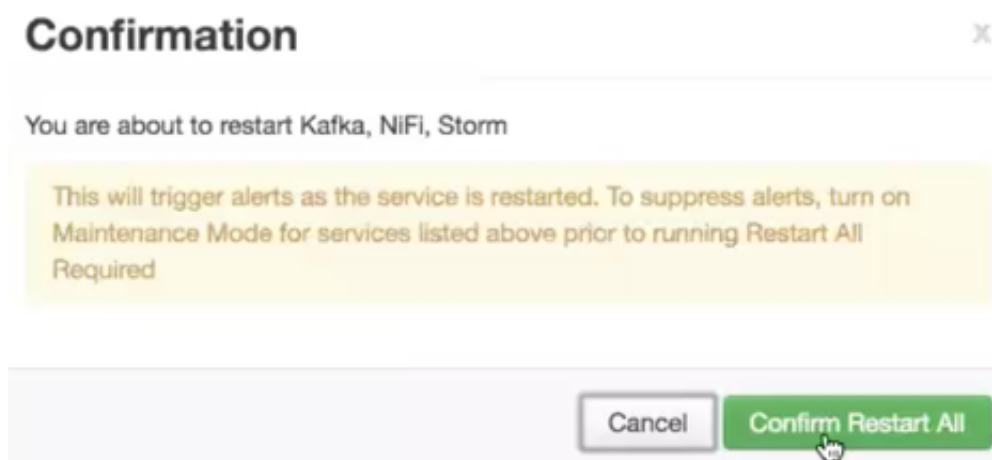 Confirmation
X
You are about to restart Kafka, NiFi, Storm
This will trigger alerts as the service is restarted. To suppress alerts, turn on
Maintenance Mode for services listed above prior to running Restart All
Required
Cancel
Confirm Restart All